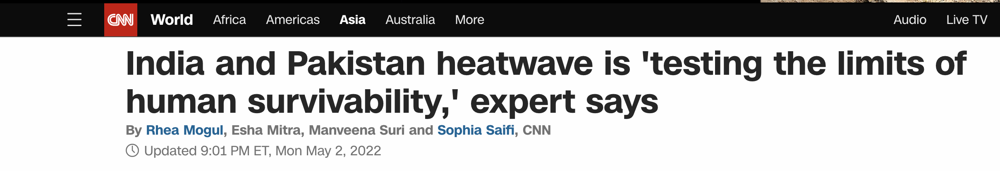 CNN World Africa Americas Asia Australia More Audio Live TV
India and Pakistan heatwave is 'testing the limits of
human survivability,' expert says
By Rhea Mogul, Esha Mitra, Manveena Suri and Sophia Saifi, CNN
Updated 9:01 PM ET, Mon May 2, 2022